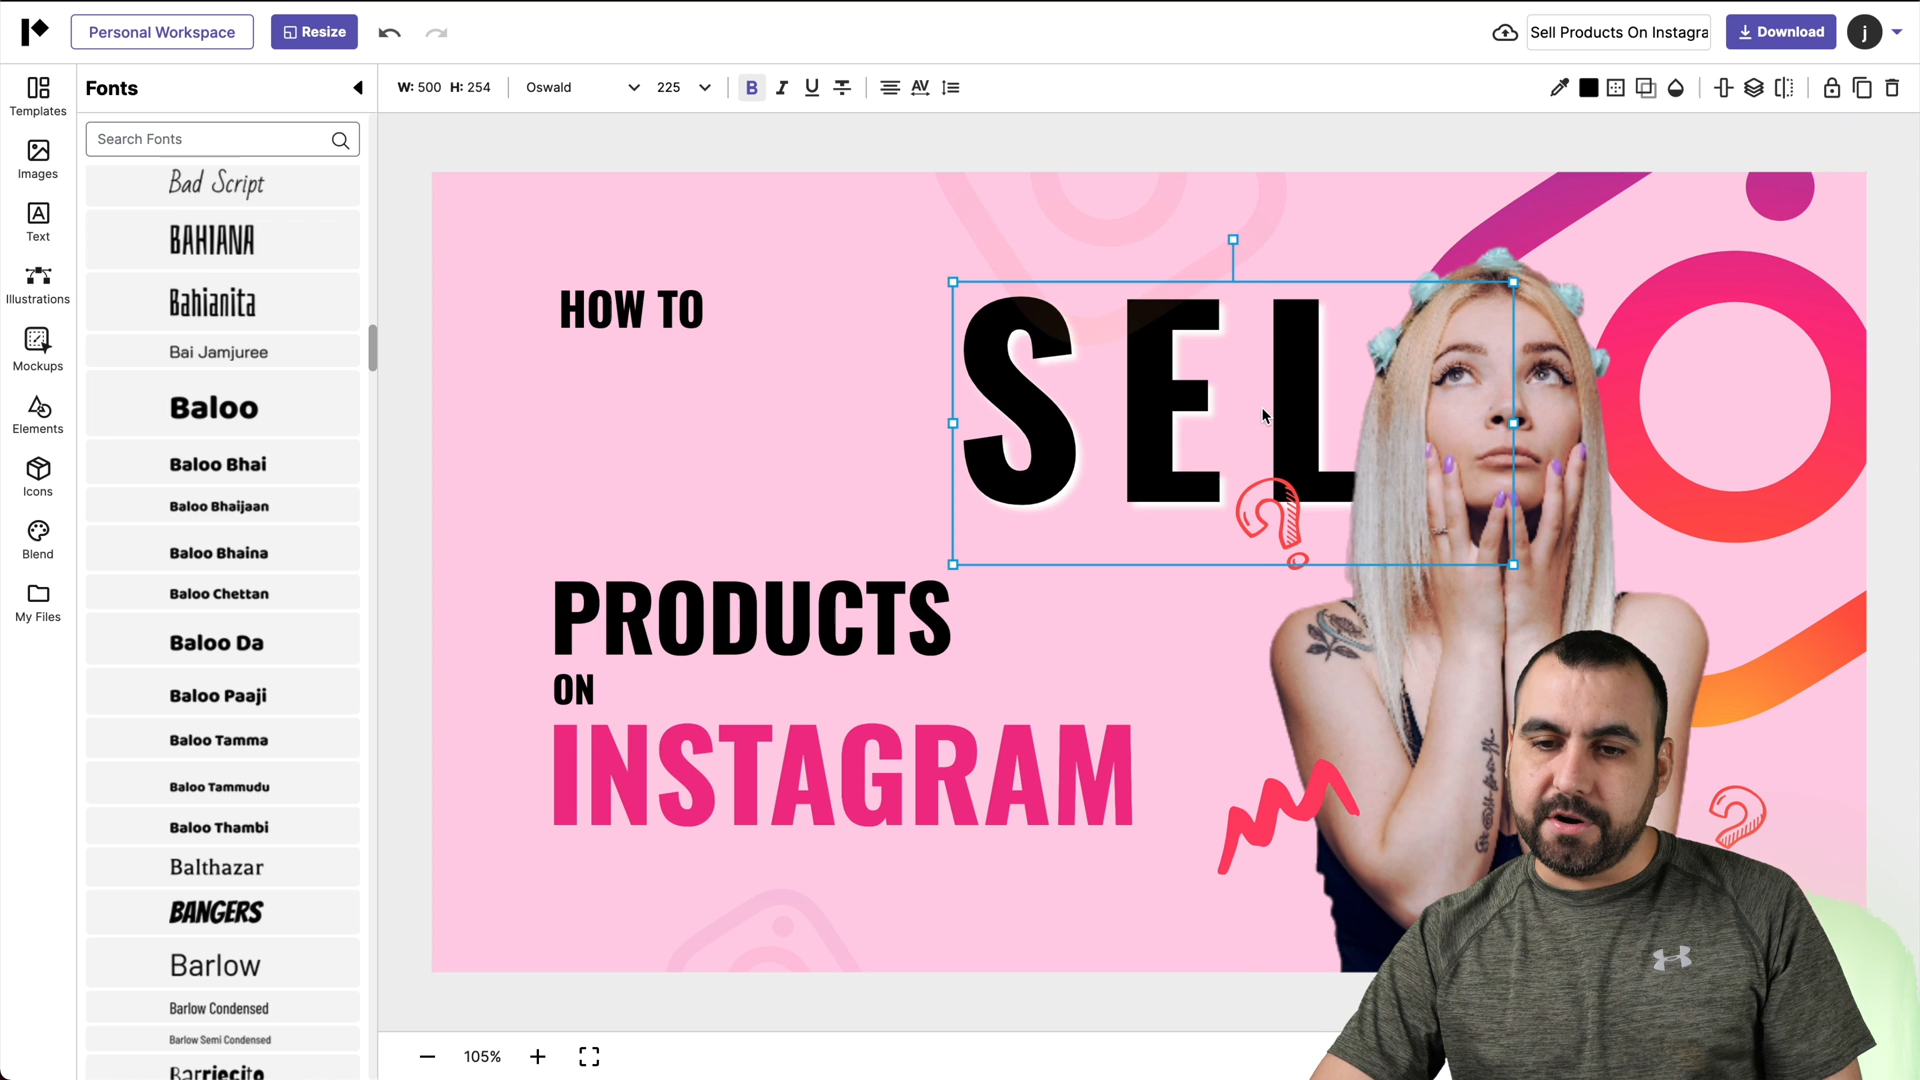 Personal Workspace
Resize
Sell Products On Instagra
Download
j
Fonts
W: 500 H: 254
Oswald
225
B
I
U
AV
Templates
Images
Text
Illustrations
Mockups
Elements
Icons
Blend
My Files
Search Fonts
Bad Script
BAHIANA
Bahianita
Bai Jamjuree
Baloo
Baloo Bhai
Baloo Bhaijaan
Baloo Bhaina
Baloo Chettan
Baloo Da
Baloo Paaji
Baloo Tamma
Baloo Tammudu
Baloo Thambi
Balthazar
BANGERS
Barlow
Barlow Condensed
Barlow Semi Condensed
Barriecito
HOW TO
SEL
?
PRODUCTS
ON
INSTAGRAM
?
105%